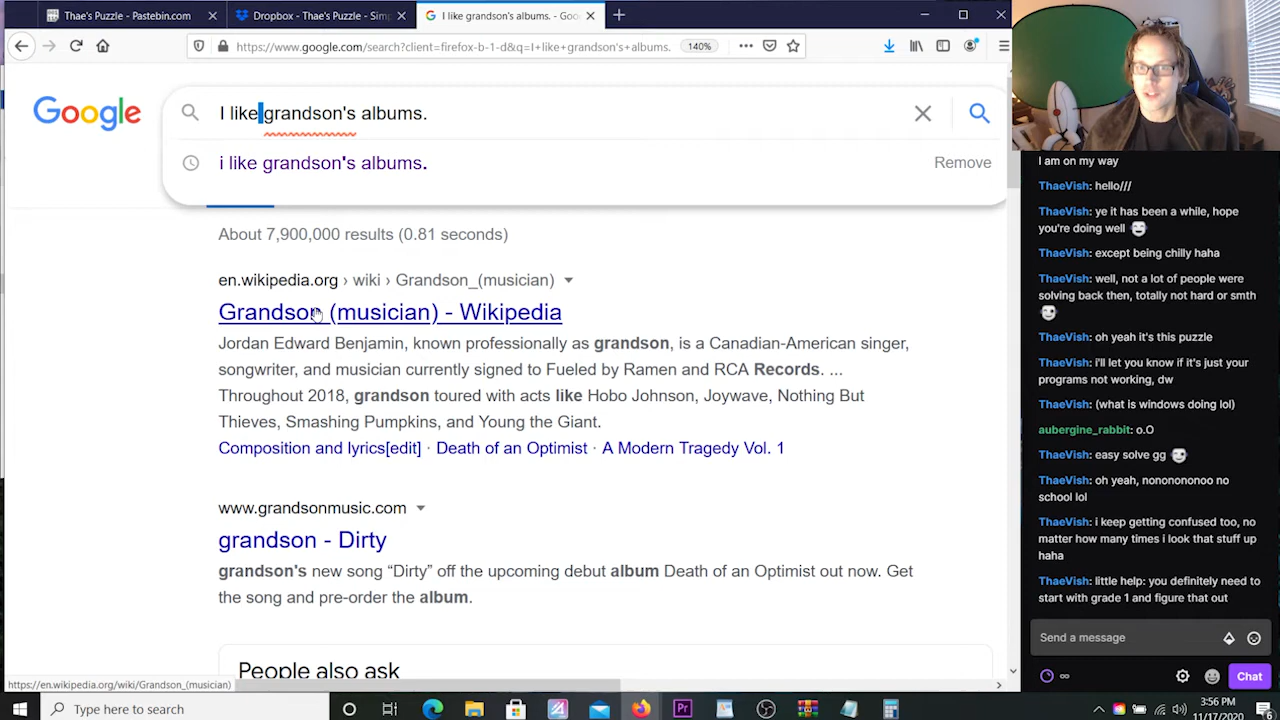 Thae's Puzzle - Pastebin.com
Dropbox - Thae's Puzzle - Sim
I like grandson's albums. - Goo
https://www.google.com/search?client=firefox-b-1-d&q=I+like+grandson's+albums.
140%
Google
I like grandson's albums.
i like grandson's albums.
Remove
About 7,900,000 results (0.81 seconds)
en.wikipedia.org › wiki › Grandson_(musician)
Grandson (musician) - Wikipedia
Jordan Edward Benjamin, known professionally as grandson, is a Canadian-American singer,
songwriter, and musician currently signed to Fueled by Ramen and RCA Records. ...
Throughout 2018, grandson toured with acts like Hobo Johnson, Joywave, Nothing But
Thieves, Smashing Pumpkins, and Young the Giant.
Composition and lyrics[edit] · Death of an Optimist · A Modern Tragedy Vol. 1
www.grandsonmusic.com
grandson - Dirty
grandson's new song “Dirty” off the upcoming debut album Death of an Optimist out now. Get
the song and pre-order the album.
People also ask
https://en.wikipedia.org/wiki/Grandson_(musician)
Type here to search
I am on my way
ThaeVish: hello///
ThaeVish: ye it has been a while, hope
you're doing well
ThaeVish: except being chilly haha
ThaeVish: well, not a lot of people were
solving back then, totally not hard or smth
ThaeVish: oh yeah it's this puzzle
ThaeVish: i'll let you know if it's just your
programs not working, dw
ThaeVish: (what is windows doing lol)
aubergine_rabbit: o.O
ThaeVish: easy solve gg
ThaeVish: oh yeah, nonononononoo no
school lol
ThaeVish: i keep getting confused too, no
matter how many times i look that stuff up
haha
ThaeVish: little help: you definitely need to
start with grade 1 and figure that out
Send a message
∞
Chat
3:56 PM
11/17/2020